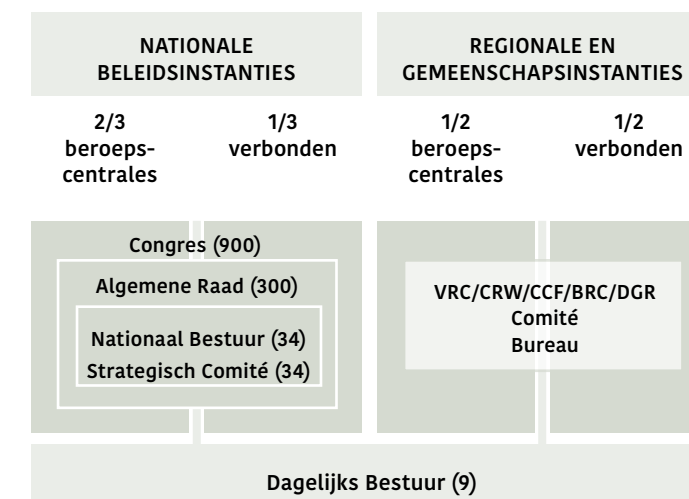 NATIONALE
BELEIDSINSTANTIES
2/3
beroeps-
centrales
1/3
verbonden
REGIONALE EN
GEMEENSCHAPSINSTANTIES
1/2
beroeps-
centrales
1/2
verbonden
Congres (900)
Algemene Raad (300)
Nationaal Bestuur (34)
Strategisch Comité (34)
VRC/CRW/CCF/BRC/DGR
Comité
Bureau
Dagelijks Bestuur (9)